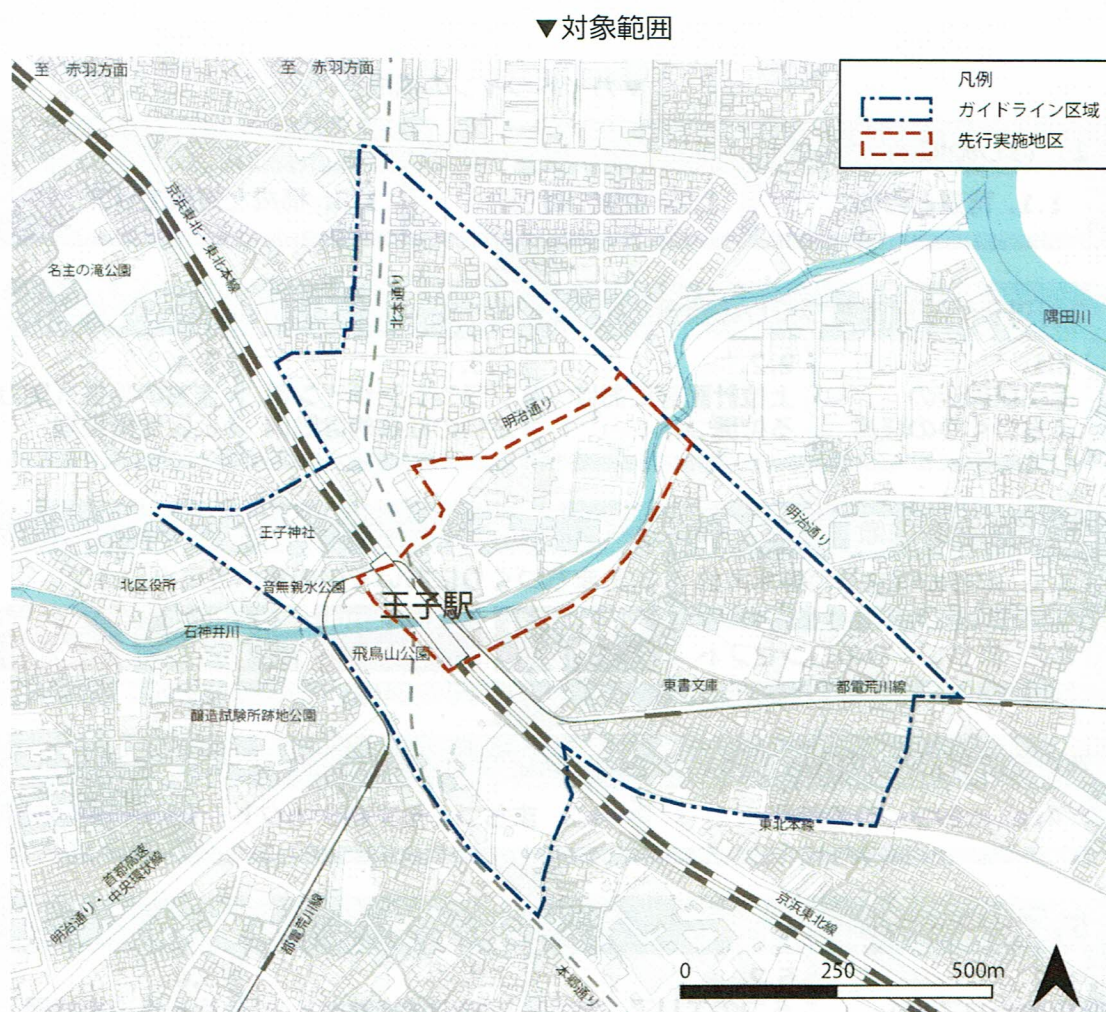 ▼対象範囲
至 赤羽方面
至 赤羽方面
凡例
ガイドライン区域
先行実施地区
京浜東北・東北本線
名主の滝公園
北本通り
隅田川
明治通り
明治通り
王子神社
北区役所
音無親水公園
王子駅
石神井川
飛鳥山公園
東書文庫
都電荒川線
醸造試験所跡地公園
東北本線
首都高速
明治通り・中央環状線
都電荒川線
京浜東北線
本郷通り
0 250 500m